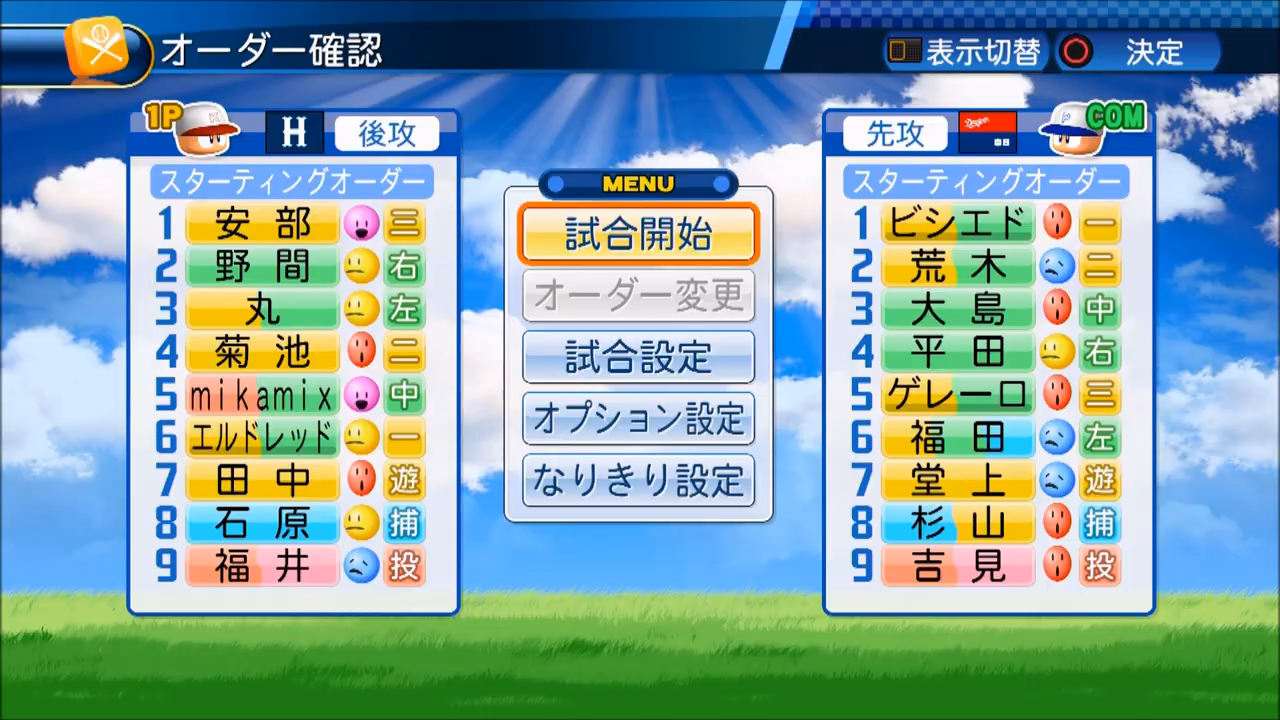 オーダー確認
表示切替
決定
1P
H
後攻
スターティングオーダー
1 安部 三
2 野間 右
3 丸 左
4 菊池 二
5 mikamix 中
6 エルドレッド 一
7 田中 遊
8 石原 捕
9 福井 投
MENU
試合開始
オーダー変更
試合設定
オプション設定
なりきり設定
先攻
Dragons
中日
COM
スターティングオーダー
1 ビシエド 一
2 荒木 二
3 大島 中
4 平田 右
5 ゲレーロ 三
6 福田 左
7 堂上 遊
8 杉山 捕
9 吉見 投